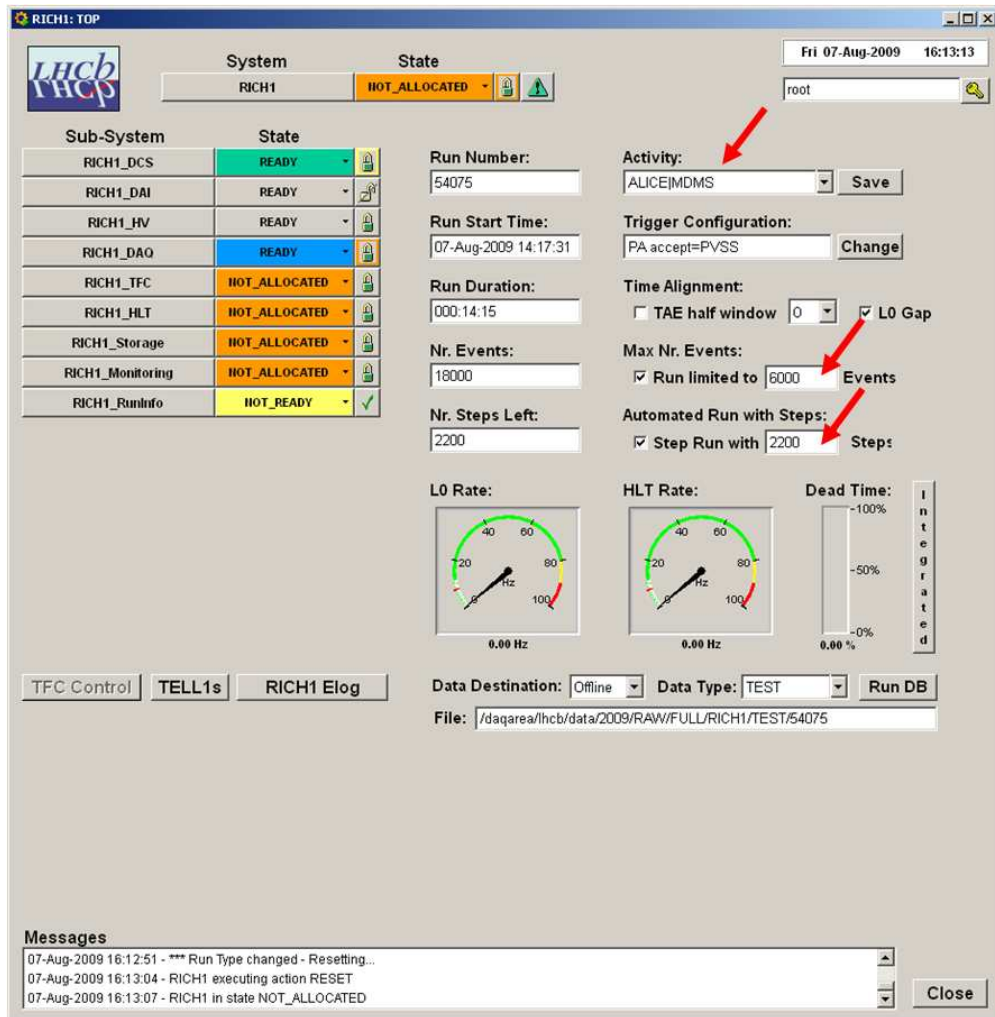 RICH1: TOP
LHCb
System State
RICH1 NOT_ALLOCATED
Fri 07-Aug-2009 16:13:13
root
Sub-System State
RICH1_DCS READY
RICH1_DAI READY
RICH1_HV READY
RICH1_DAQ READY
RICH1_TFC NOT_ALLOCATED
RICH1_HLT NOT_ALLOCATED
RICH1_Storage NOT_ALLOCATED
RICH1_Monitoring NOT_ALLOCATED
RICH1_RunInfo NOT_READY
Run Number:
54075
Activity:
ALICE|MDMS Save
Run Start Time:
07-Aug-2009 14:17:31
Trigger Configuration:
PA accept=PVSS Change
Run Duration:
000:14:15
Time Alignment:
TAE half window 0 L0 Gap
Nr. Events:
18000
Max Nr. Events:
Run limited to 6000 Events
Nr. Steps Left:
2200
Automated Run with Steps:
Step Run with 2200 Steps
L0 Rate:
0 20 40 60 80 100
Hz
0.00 Hz
HLT Rate:
0 20 40 60 80 100
Hz
0.00 Hz
Dead Time:
-100%
-50%
-0%
0.00 %
Integrated
TFC Control TELL1s RICH1 Elog
Data Destination: Offline Data Type: TEST Run DB
File: /daqarea/lhcb/data/2009/RAW/FULL/RICH1/TEST/54075
Messages
07-Aug-2009 16:12:51 - *** Run Type changed - Resetting...
07-Aug-2009 16:13:04 - RICH1 executing action RESET
07-Aug-2009 16:13:07 - RICH1 in state NOT_ALLOCATED
Close